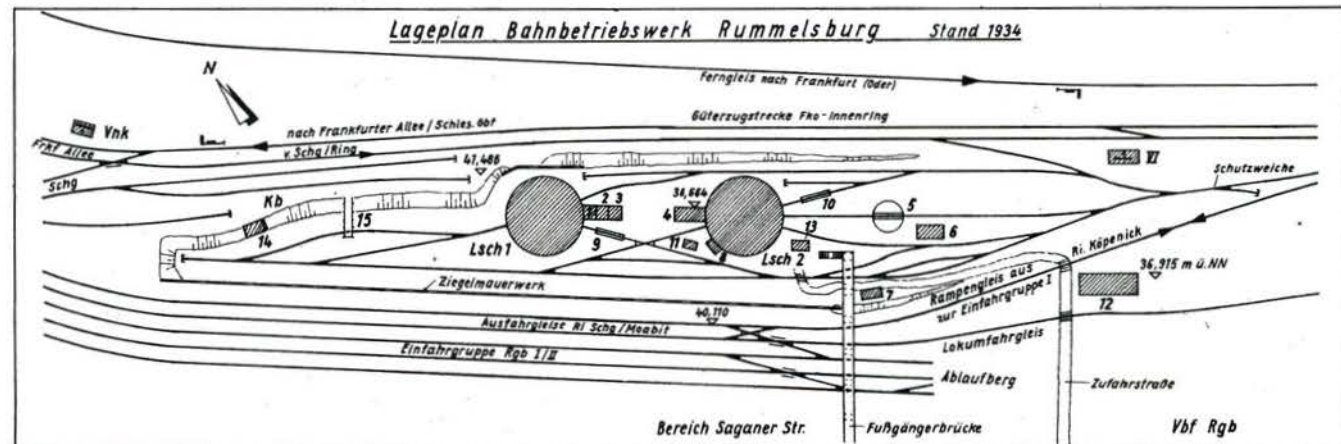 Lageplan Bahnbetriebswerk Rummelsburg Stand 1934
N
Ferngleis nach Frankfurt (Oder)
Vnk
Frkf Allee
nach Frankfurter Allee / Schles. Gbf
Güterzugstrecke Fko-Innenring
v. Schg/Ring
Schg
41,486
VI
Schutzweiche
Kb
15
14
2 3
38,664
4
10
5
6
9
11
8
13
Lsch 1
Lsch 2
7
Ri. Köpenick
36,915 m ü.NN
12
Rampengleis aus
zur Einfahrgruppe I
Ziegelmauerwerk
Ausfahrgleise Ri Schg/Moabit
40,110
Lokumfahrgleis
Einfahrgruppe Rgb I/II
Ablaufberg
Zufahrstraße
Bereich Saganer Str.
Fußgängerbrücke
Vbf Rgb